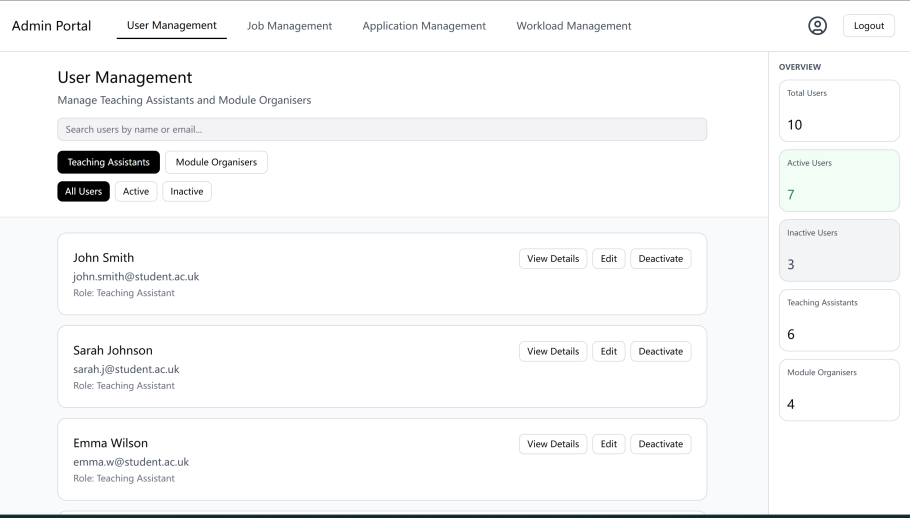 Admin Portal
User Management
Job Management
Application Management
Workload Management
Logout
User Management
Manage Teaching Assistants and Module Organisers
Search users by name or email...
Teaching Assistants
Module Organisers
All Users
Active
Inactive
John Smith
john.smith@student.ac.uk
Role: Teaching Assistant
View Details
Edit
Deactivate
Sarah Johnson
sarah.j@student.ac.uk
Role: Teaching Assistant
View Details
Edit
Deactivate
Emma Wilson
emma.w@student.ac.uk
Role: Teaching Assistant
View Details
Edit
Deactivate
OVERVIEW
Total Users
10
Active Users
7
Inactive Users
3
Teaching Assistants
6
Module Organisers
4